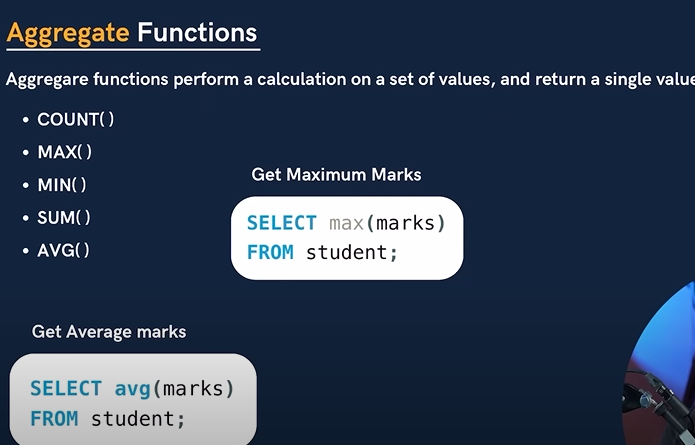 Aggregate Functions
Aggregare functions perform a calculation on a set of values, and return a single value
• COUNT( )
• MAX( )
• MIN( )
• SUM( )
• AVG( )
Get Maximum Marks
SELECT max(marks)
FROM student;
Get Average marks
SELECT avg(marks)
FROM student;